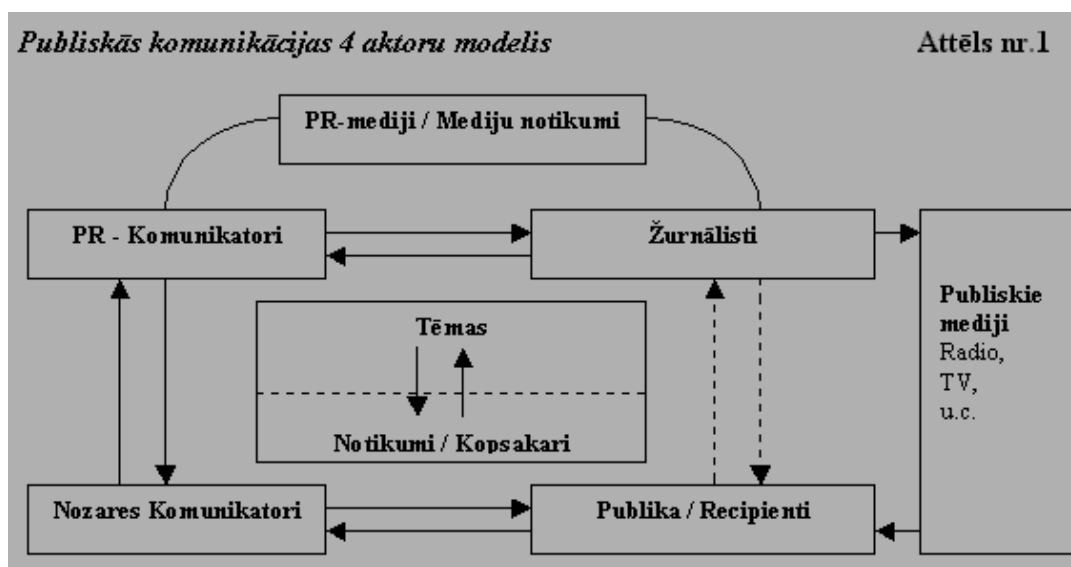 Publiskās komunikācijas 4 aktoru modelis
Attēls nr.1
PR-mediji / Mediju notikumi
PR - Komunikatori
Žurnālisti
Publiskie
mediji
Radio,
TV,
u.c.
Tēmas
Notikumi / Kopsakari
Nozares Komunikatori
Publika / Recipienti